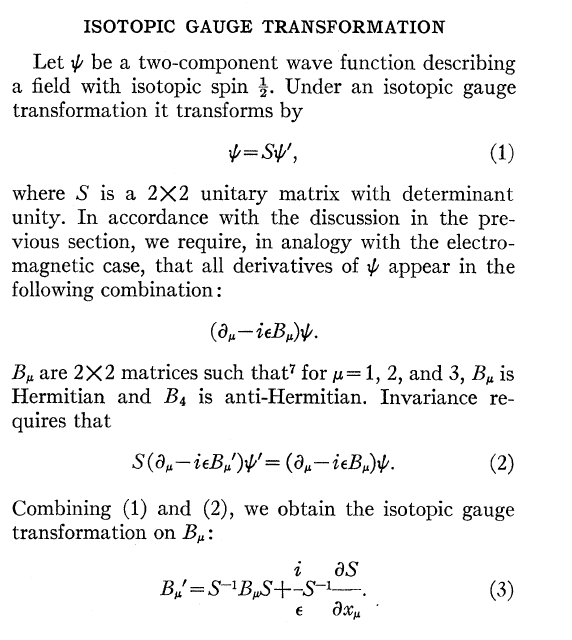 ISOTOPIC GAUGE TRANSFORMATION
Let ψ be a two-component wave function describing
a field with isotopic spin ½. Under an isotopic gauge
transformation it transforms by
ψ=Sψ′, (1)
where S is a 2×2 unitary matrix with determinant
unity. In accordance with the discussion in the pre-
vious section, we require, in analogy with the electro-
magnetic case, that all derivatives of ψ appear in the
following combination:
(∂μ−iϵBμ)ψ.
Bμ are 2×2 matrices such that⁷ for μ=1, 2, and 3, Bμ is
Hermitian and B₄ is anti-Hermitian. Invariance re-
quires that
S(∂μ−iϵBμ′)ψ′=(∂μ−iϵBμ)ψ. (2)
Combining (1) and (2), we obtain the isotopic gauge
transformation on Bμ:
Bμ′=S⁻¹BμS+(i/ϵ)S⁻¹(∂S/∂xμ). (3)